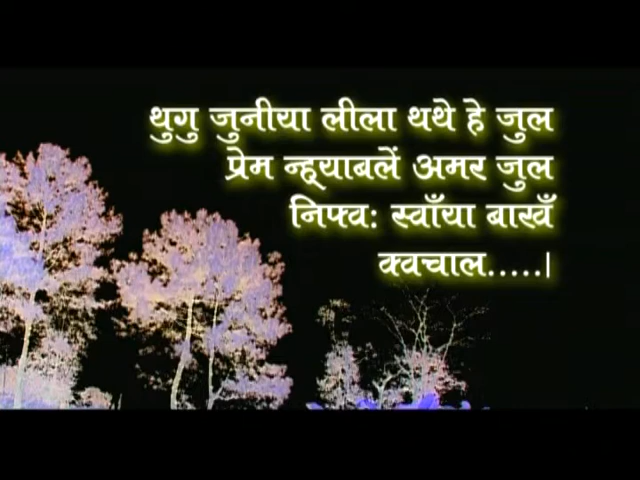 थुगु जुनीया लीला थथे हे जुल
प्रेम न्ह्याबलें अमर जुल
निफ्वः स्वाँया बाखँ
क्वचाल.....।